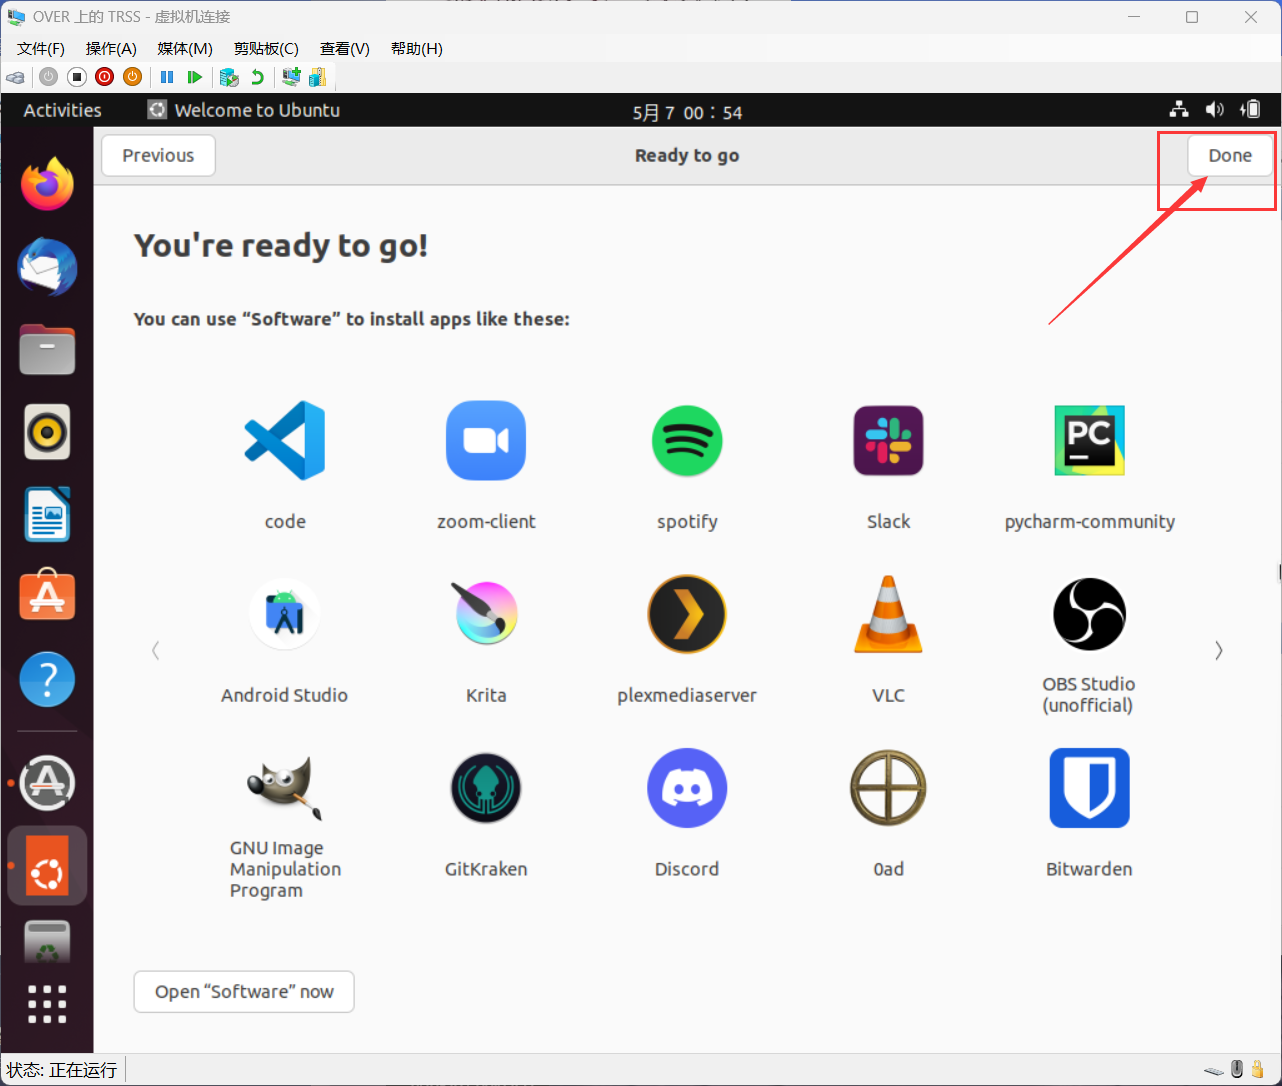 OVER 上的 TRSS - 虚拟机连接
文件(F) 操作(A) 媒体(M) 剪贴板(C) 查看(V) 帮助(H)
Activities Welcome to Ubuntu 5月 7 00：54
Previous Ready to go Done
You're ready to go!
You can use “Software” to install apps like these:
PC
code zoom-client spotify Slack pycharm-community
Android Studio Krita plexmediaserver VLC OBS Studio
(unofficial)
GNU Image
Manipulation
Program
GitKraken Discord 0ad Bitwarden
Open “Software” now
状态: 正在运行